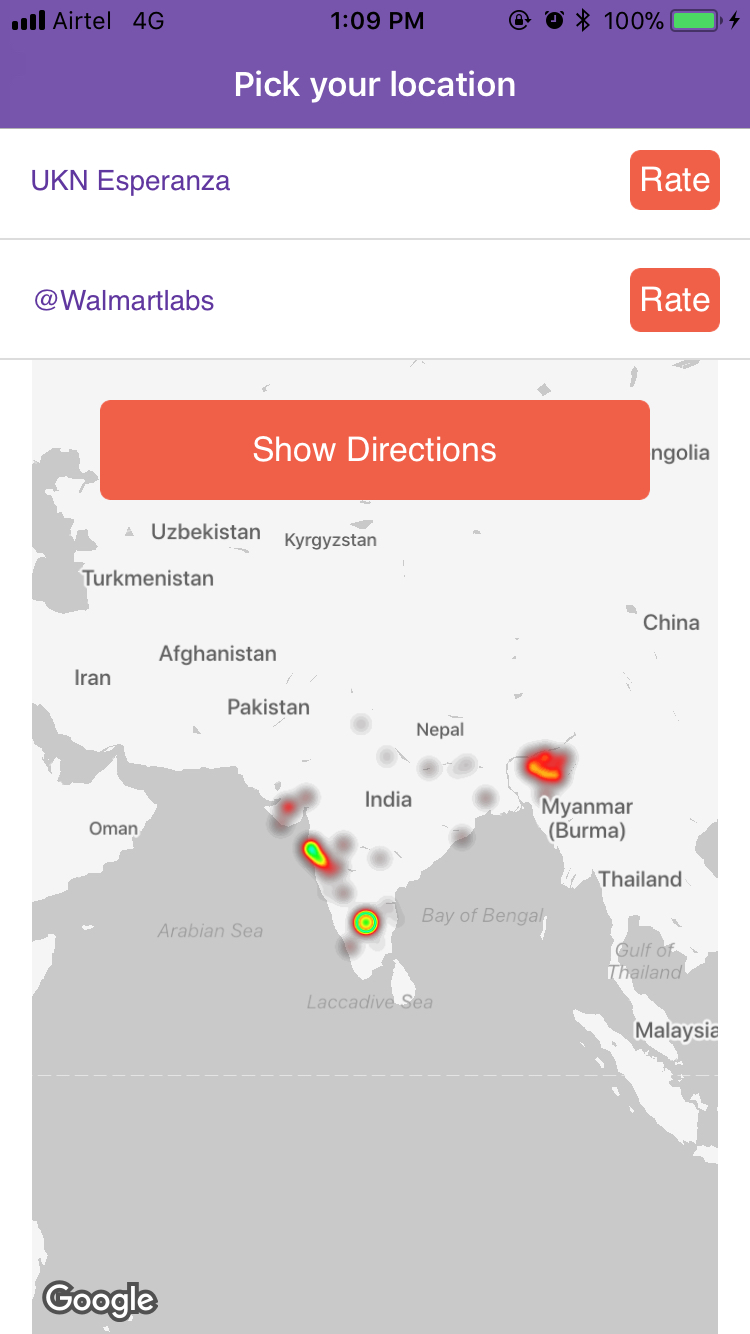 Airtel 4G 1:09 PM 100%
Pick your location
UKN Esperanza Rate
@Walmartlabs Rate
Show Directions
ngolia
Uzbekistan
Kyrgyzstan
Turkmenistan
China
Afghanistan
Iran
Pakistan
Nepal
India
Myanmar
(Burma)
Oman
Thailand
Arabian Sea
Bay of Bengal
Gulf of
Thailand
Laccadive Sea
Malaysia
Google